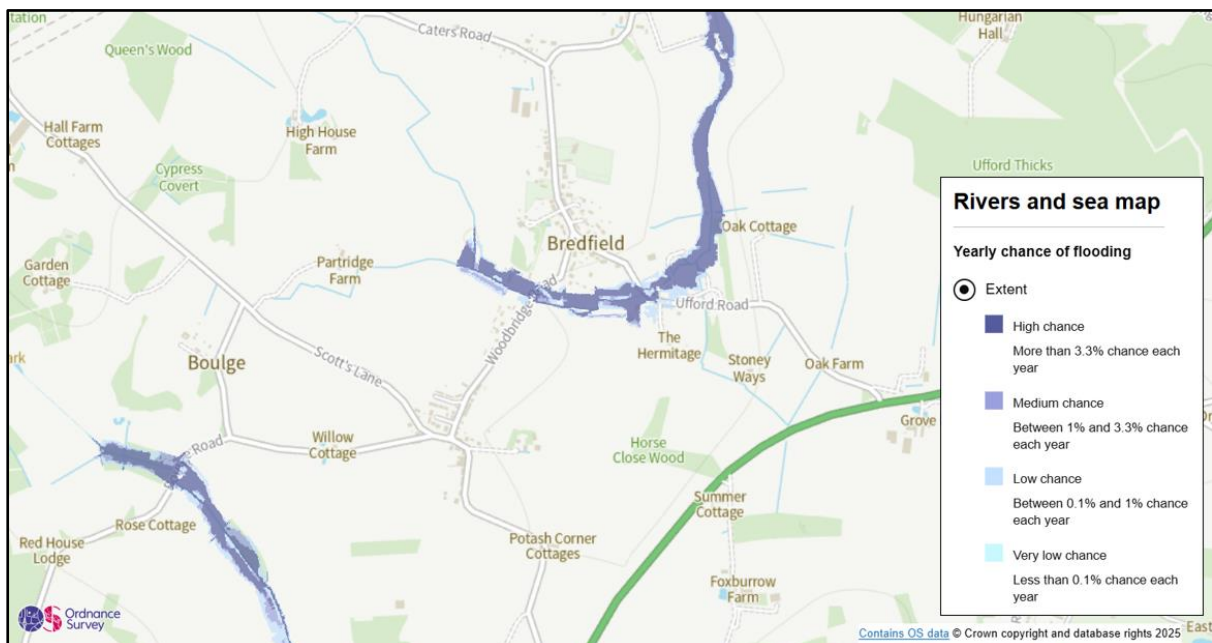 tation
Queen's Wood
Caters Road
Hungarian
Hall
Hall Farm
Cottages
High House
Farm
Cypress
Covert
Ufford Thicks
Bredfield
Oak Cottage
Garden
Cottage
Partridge
Farm
Woodbridge Road
Ufford Road
The
Hermitage
Stoney
Ways
Oak Farm
ark
Boulge
Scott's Lane
Grove
Willow
Cottage
Horse
Close Wood
e Road
Summer
Cottage
Rose Cottage
Red House
Lodge
Potash Corner
Cottages
Foxburrow
Farm
East
Rivers and sea map
Yearly chance of flooding
Extent
High chance
More than 3.3% chance each
year
Medium chance
Between 1% and 3.3% chance
each year
Low chance
Between 0.1% and 1% chance
each year
Very low chance
Less than 0.1% chance each
year
OS
Ordnance
Survey
Contains OS data © Crown copyright and database rights 2025